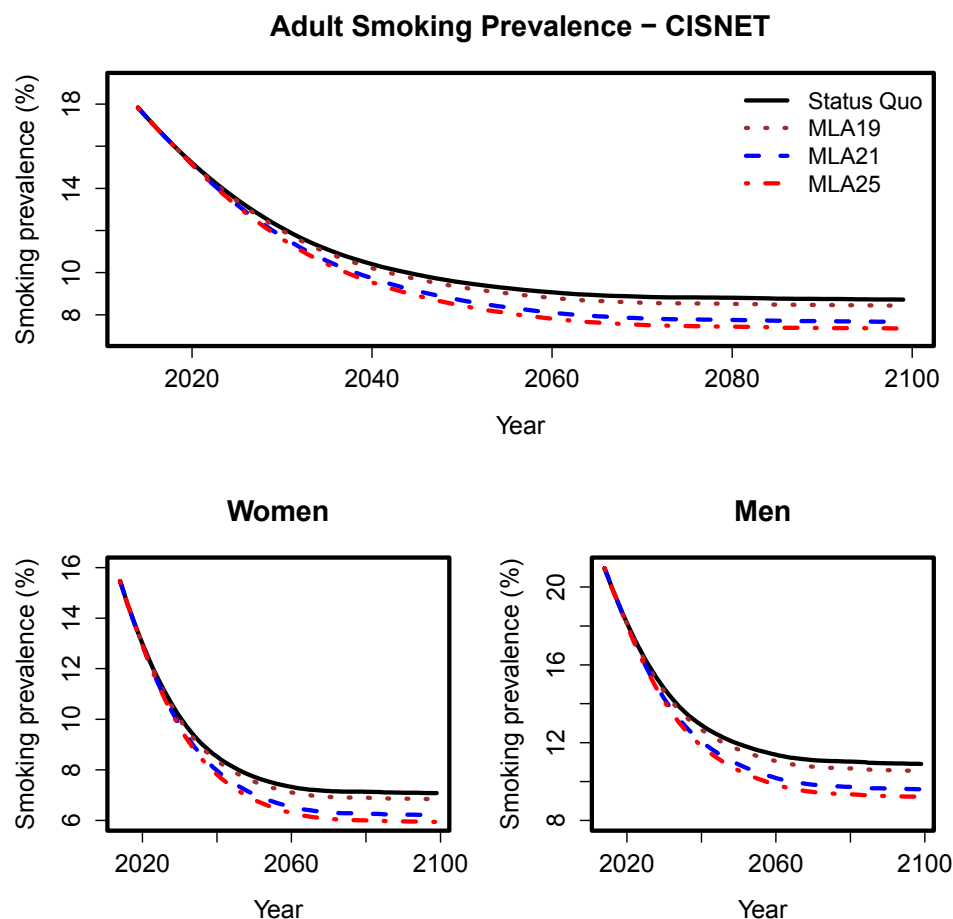 Adult Smoking Prevalence − CISNET
Smoking prevalence (%)
18
14
10
8
Status Quo
MLA19
MLA21
MLA25
2020 2040 2060 2080 2100
Year
Women
Smoking prevalence (%)
16
14
12
10
8
6
2020 2060 2100
Year
Men
Smoking prevalence (%)
20
16
12
8
2020 2060 2100
Year